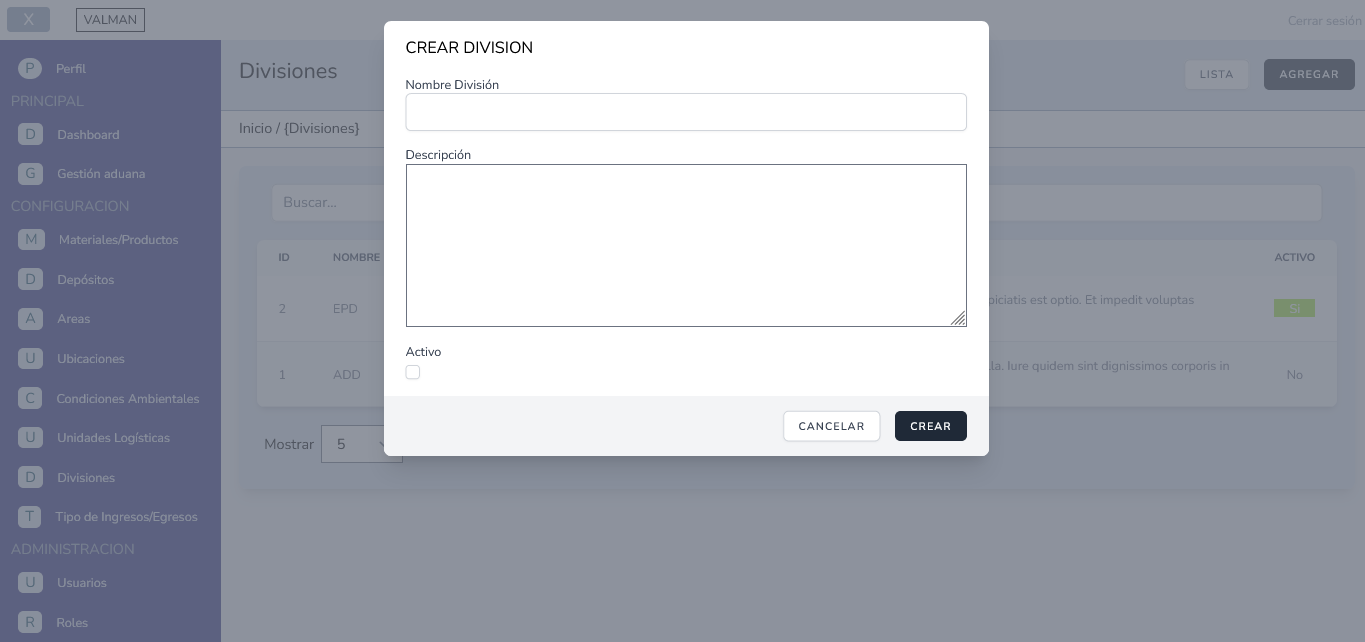 X
VALMAN
Cerrar sesión
P Perfil
PRINCIPAL
D Dashboard
G Gestión aduana
CONFIGURACION
M Materiales/Productos
D Depósitos
A Areas
U Ubicaciones
C Condiciones Ambientales
U Unidades Logísticas
D Divisiones
T Tipo de Ingresos/Egresos
ADMINISTRACION
U Usuarios
R Roles
Divisiones
LISTA
AGREGAR
Inicio / {Divisiones}
Buscar...
ID NOMBRE ACTIVO
2 EPD est optio. Et impedit voluptas SI
1 ADD Iure quidem sint dignissimos corporis in No
Mostrar 5
CREAR DIVISION
Nombre División
Descripción
Activo
CANCELAR
CREAR